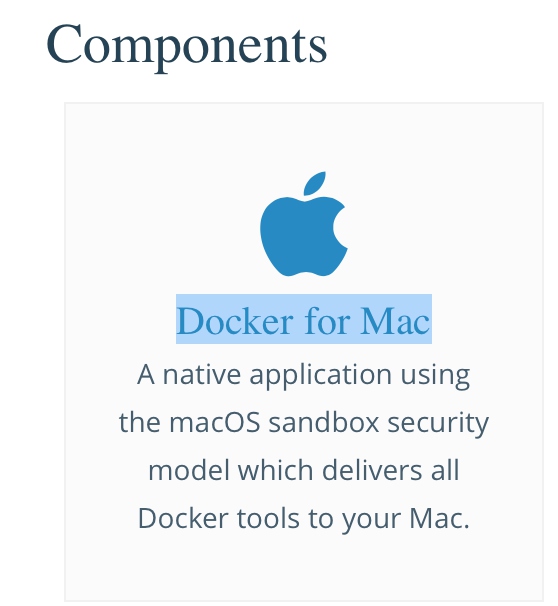 Components
Docker for Mac
A native application using
the macOS sandbox security
model which delivers all
Docker tools to your Mac.